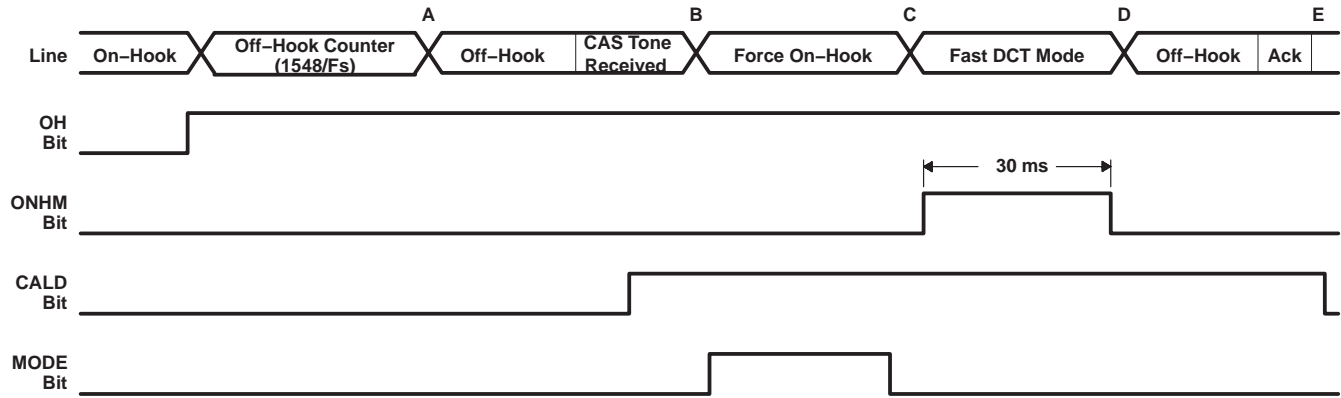 A B C D E
Line On–Hook Off–Hook Counter (1548/Fs) Off–Hook CAS Tone Received Force On–Hook Fast DCT Mode Off–Hook Ack
OH
Bit
30 ms
ONHM
Bit
CALD
Bit
MODE
Bit